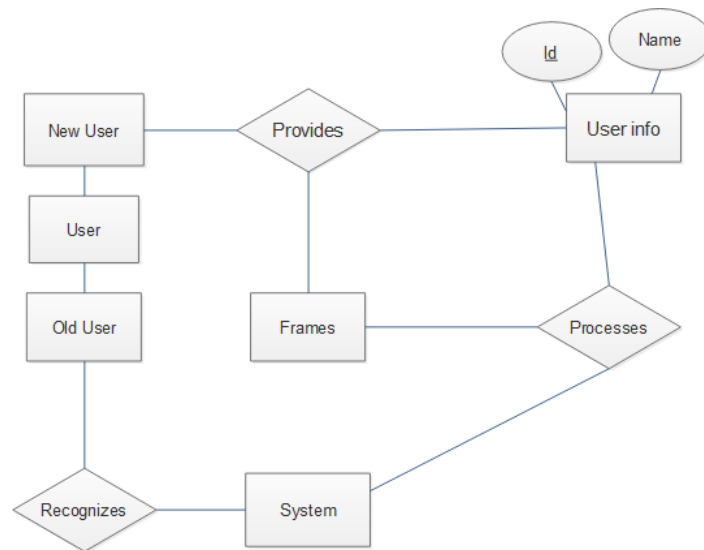 Id
Name
New User
Provides
User info
User
Old User
Frames
Processes
Recognizes
System